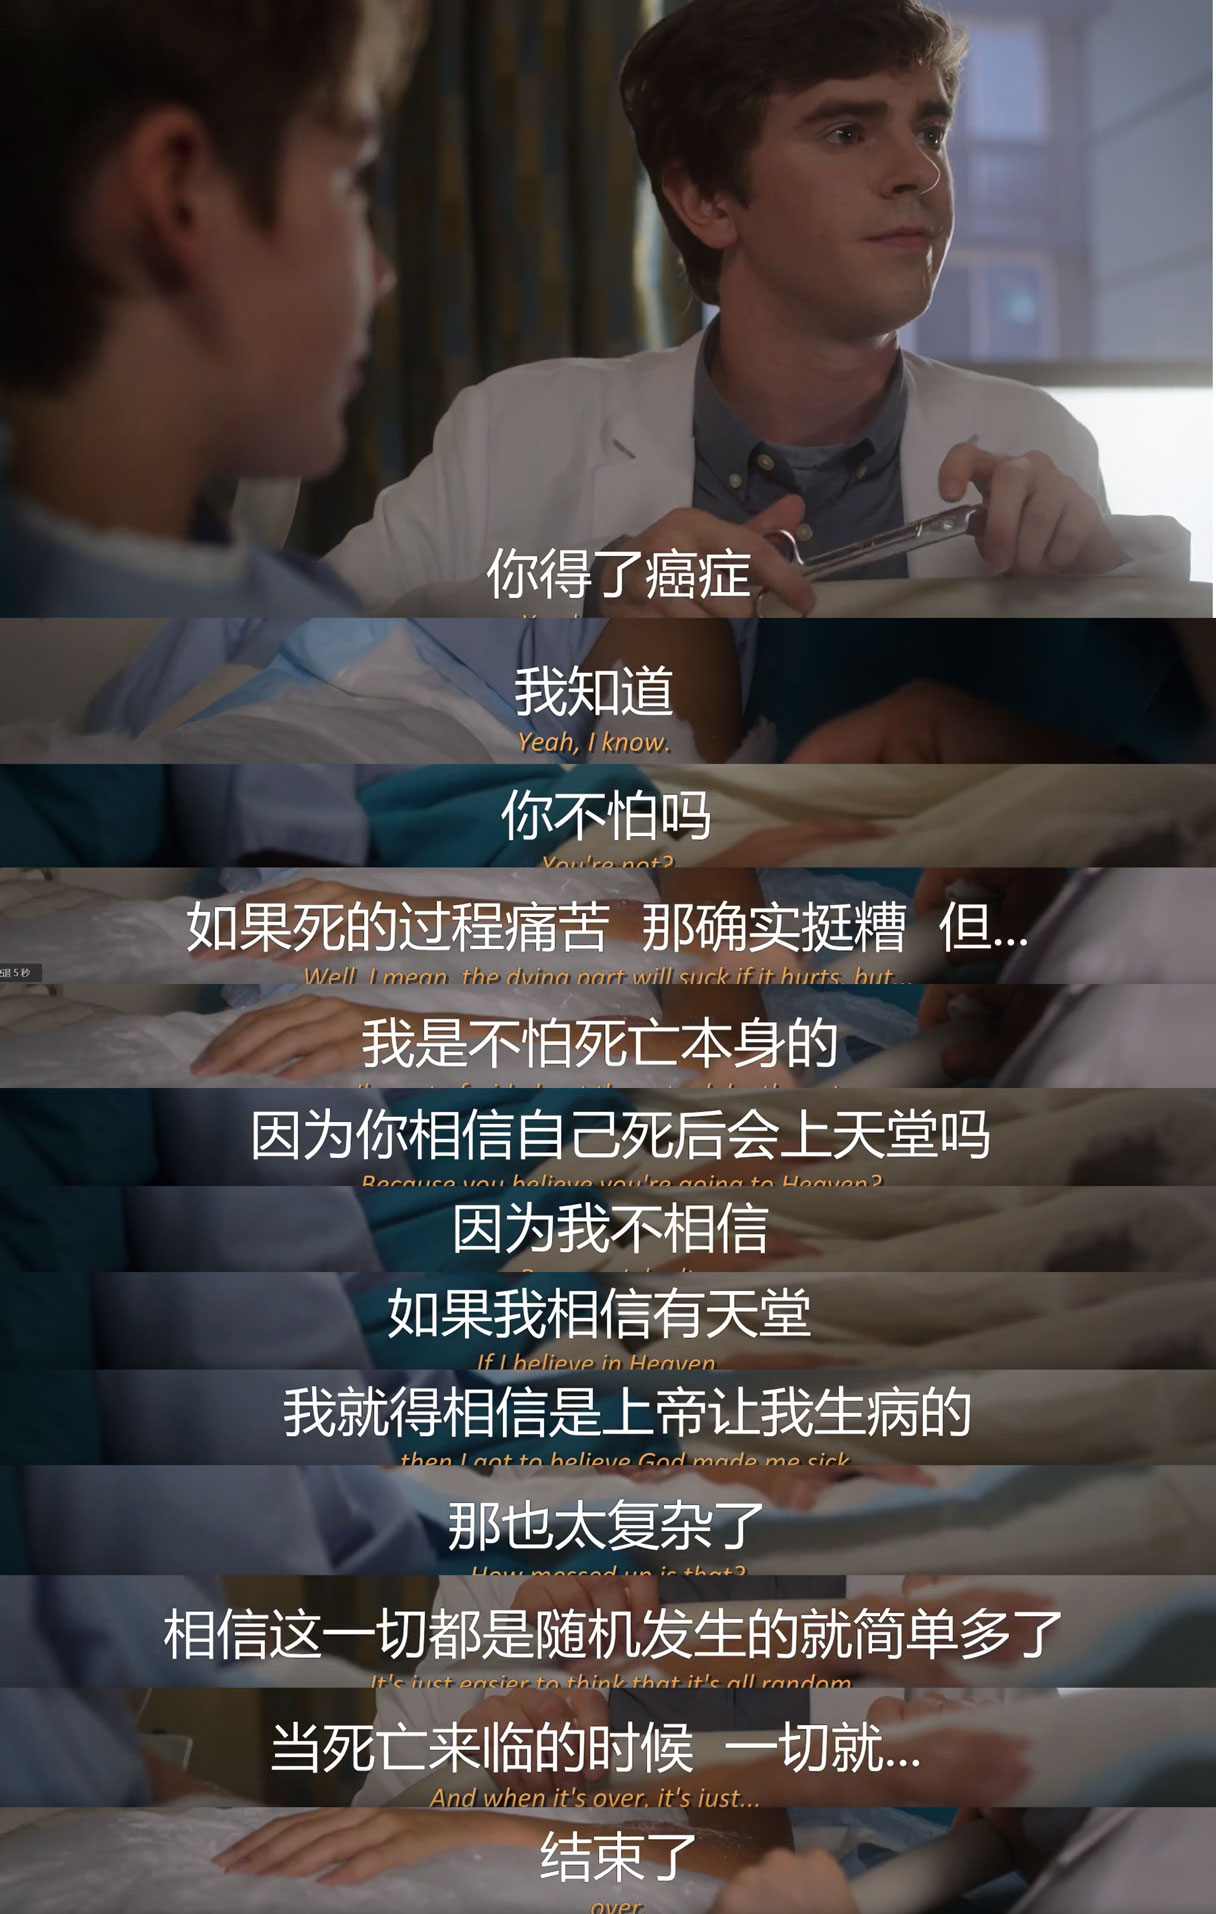 你得了癌症
我知道
Yeah, I know.
你不怕吗
You're not?
如果死的过程痛苦 那确实挺糟 但...
退 5 秒
Well, I mean, the dying part will suck if it hurts, but...
我是不怕死亡本身的
因为你相信自己死后会上天堂吗
Because you believe you're going to Heaven?
因为我不相信
如果我相信有天堂
If I believe in Heaven
我就得相信是上帝让我生病的
then I got to believe God made me sick
那也太复杂了
How messed up is that?
相信这一切都是随机发生的就简单多了
It's just easier to think that it's all random
当死亡来临的时候 一切就...
And when it's over, it's just...
结束了
over